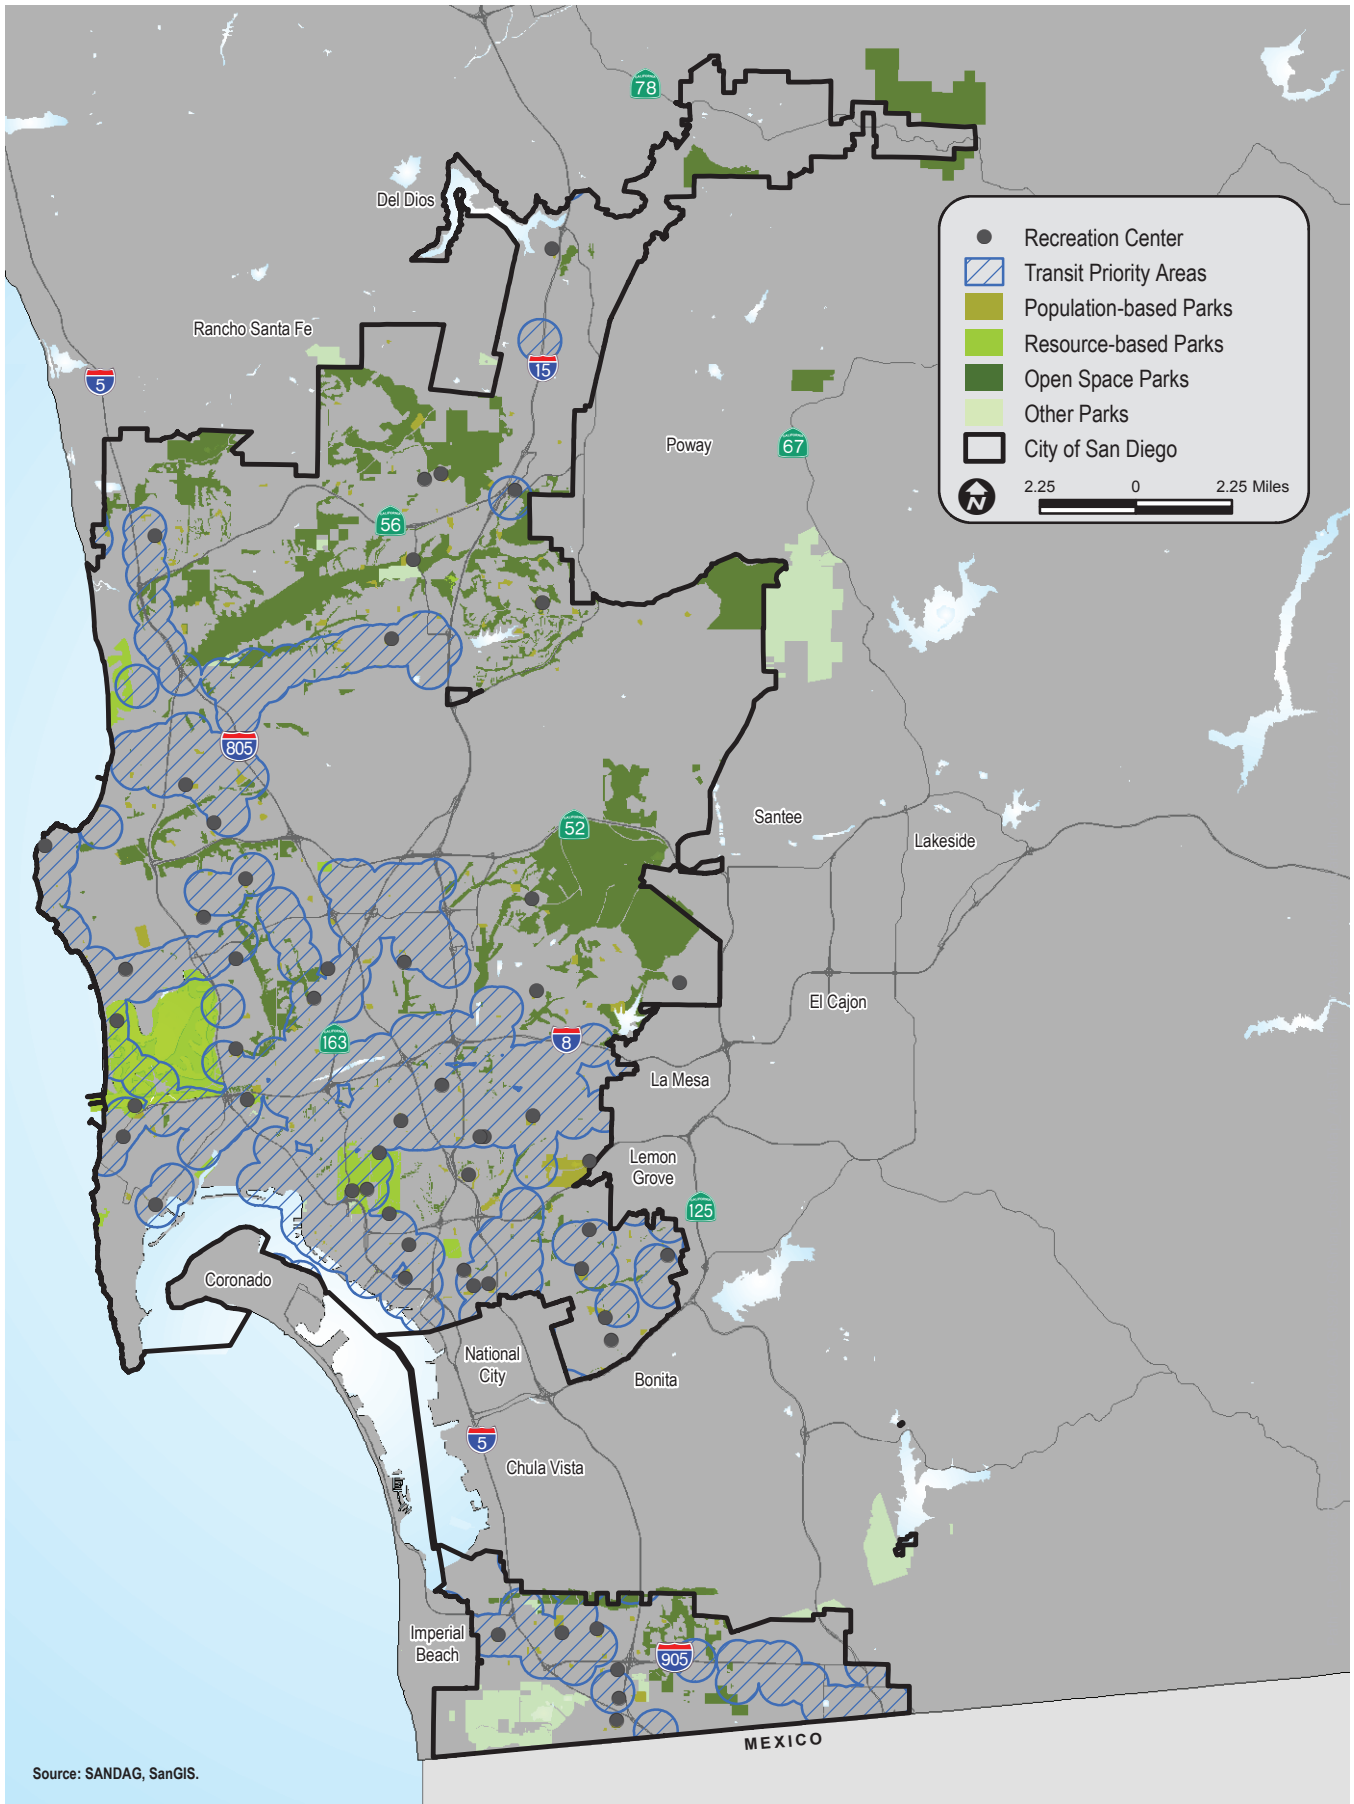 78
Del Dios
Recreation Center
Transit Priority Areas
Population-based Parks
Resource-based Parks
Open Space Parks
Other Parks
City of San Diego
N
2.25 0 2.25 Miles
Rancho Santa Fe
5
15
Poway
67
56
805
52
Santee
Lakeside
163
8
El Cajon
La Mesa
Lemon
Grove
125
Coronado
National
City
Bonita
5
Chula Vista
Imperial
Beach
905
MEXICO
Source: SANDAG, SanGIS.